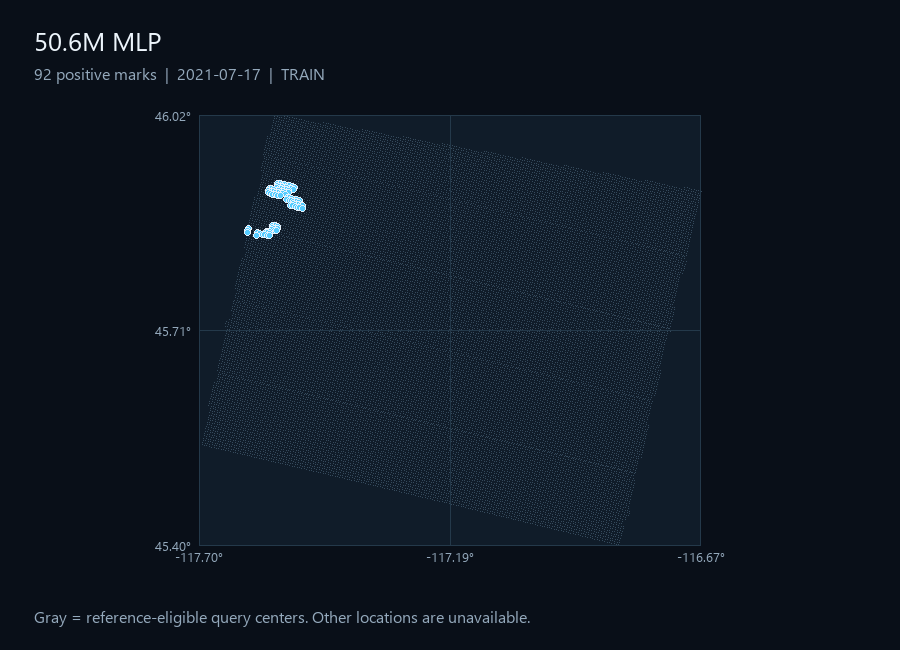 50.6M MLP
92 positive marks | 2021-07-17 | TRAIN
46.02°
45.71°
45.40°
-117.70°
-117.19°
-116.67°
Gray = reference-eligible query centers. Other locations are unavailable.